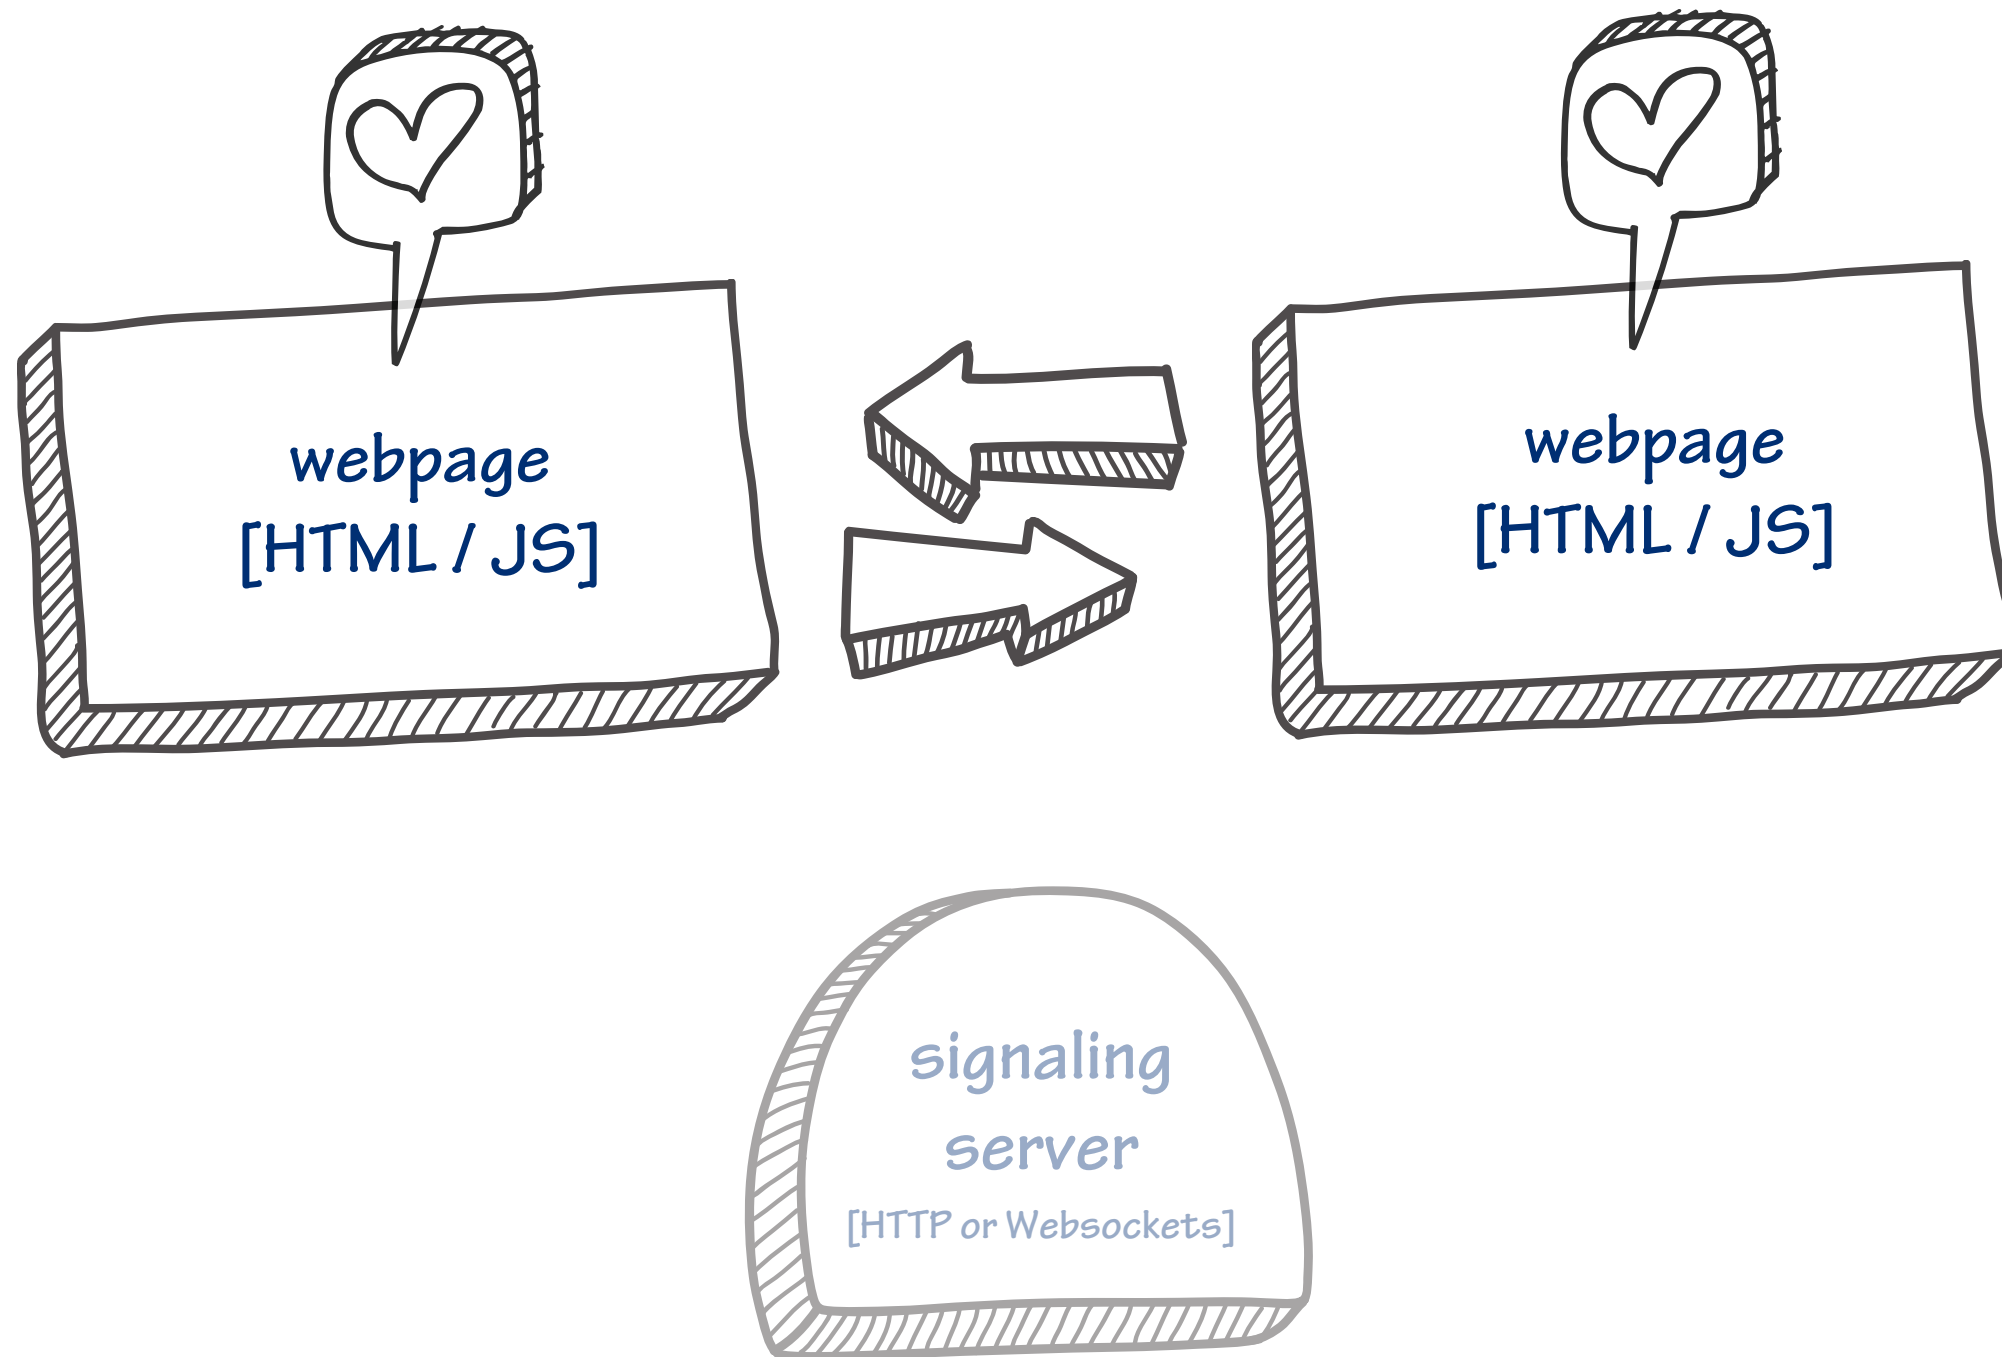 webpage
[HTML / JS]
webpage
[HTML / JS]
signaling
server
[HTTP or Websockets]